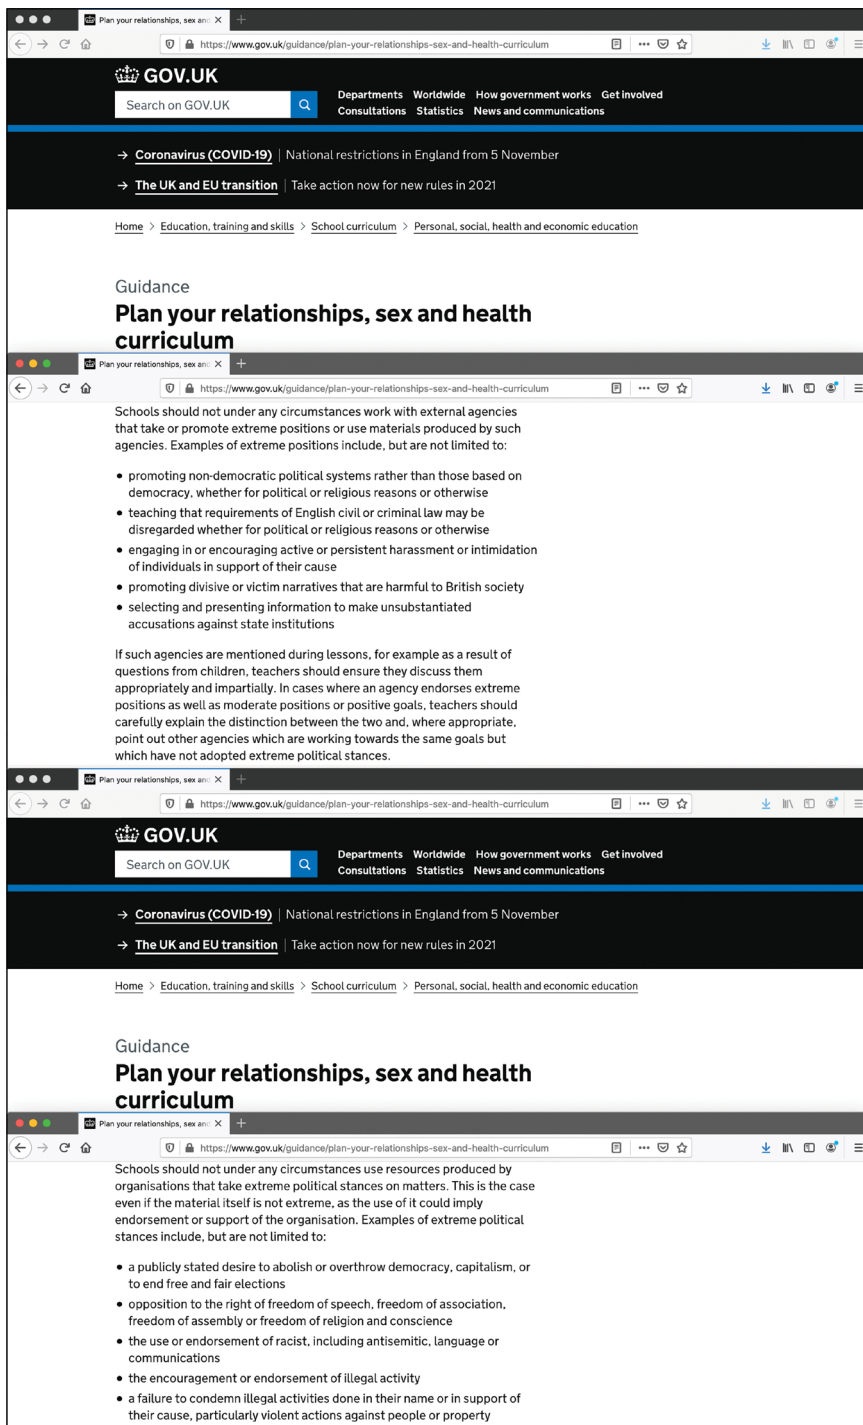 Plan your relationships, sex and
https://www.gov.uk/guidance/plan-your-relationships-sex-and-health-curriculum
GOV.UK
Search on GOV.UK
Departments Worldwide How government works Get involved
Consultations Statistics News and communications
→ Coronavirus (COVID-19) | National restrictions in England from 5 November
→ The UK and EU transition | Take action now for new rules in 2021
Home > Education, training and skills > School curriculum > Personal, social, health and economic education
Guidance
Plan your relationships, sex and health
curriculum
Plan your relationships, sex and
https://www.gov.uk/guidance/plan-your-relationships-sex-and-health-curriculum
Schools should not under any circumstances work with external agencies
that take or promote extreme positions or use materials produced by such
agencies. Examples of extreme positions include, but are not limited to:
• promoting non-democratic political systems rather than those based on
democracy, whether for political or religious reasons or otherwise
• teaching that requirements of English civil or criminal law may be
disregarded whether for political or religious reasons or otherwise
• engaging in or encouraging active or persistent harassment or intimidation
of individuals in support of their cause
• promoting divisive or victim narratives that are harmful to British society
• selecting and presenting information to make unsubstantiated
accusations against state institutions
If such agencies are mentioned during lessons, for example as a result of
questions from children, teachers should ensure they discuss them
appropriately and impartially. In cases where an agency endorses extreme
positions as well as moderate positions or positive goals, teachers should
carefully explain the distinction between the two and, where appropriate,
point out other agencies which are working towards the same goals but
which have not adopted extreme political stances.
Plan your relationships, sex and
https://www.gov.uk/guidance/plan-your-relationships-sex-and-health-curriculum
GOV.UK
Search on GOV.UK
Departments Worldwide How government works Get involved
Consultations Statistics News and communications
→ Coronavirus (COVID-19) | National restrictions in England from 5 November
→ The UK and EU transition | Take action now for new rules in 2021
Home > Education, training and skills > School curriculum > Personal, social, health and economic education
Guidance
Plan your relationships, sex and health
curriculum
Plan your relationships, sex and
https://www.gov.uk/guidance/plan-your-relationships-sex-and-health-curriculum
Schools should not under any circumstances use resources produced by
organisations that take extreme political stances on matters. This is the case
even if the material itself is not extreme, as the use of it could imply
endorsement or support of the organisation. Examples of extreme political
stances include, but are not limited to:
• a publicly stated desire to abolish or overthrow democracy, capitalism, or
to end free and fair elections
• opposition to the right of freedom of speech, freedom of association,
freedom of assembly or freedom of religion and conscience
• the use or endorsement of racist, including antisemitic, language or
communications
• the encouragement or endorsement of illegal activity
• a failure to condemn illegal activities done in their name or in support of
their cause, particularly violent actions against people or property